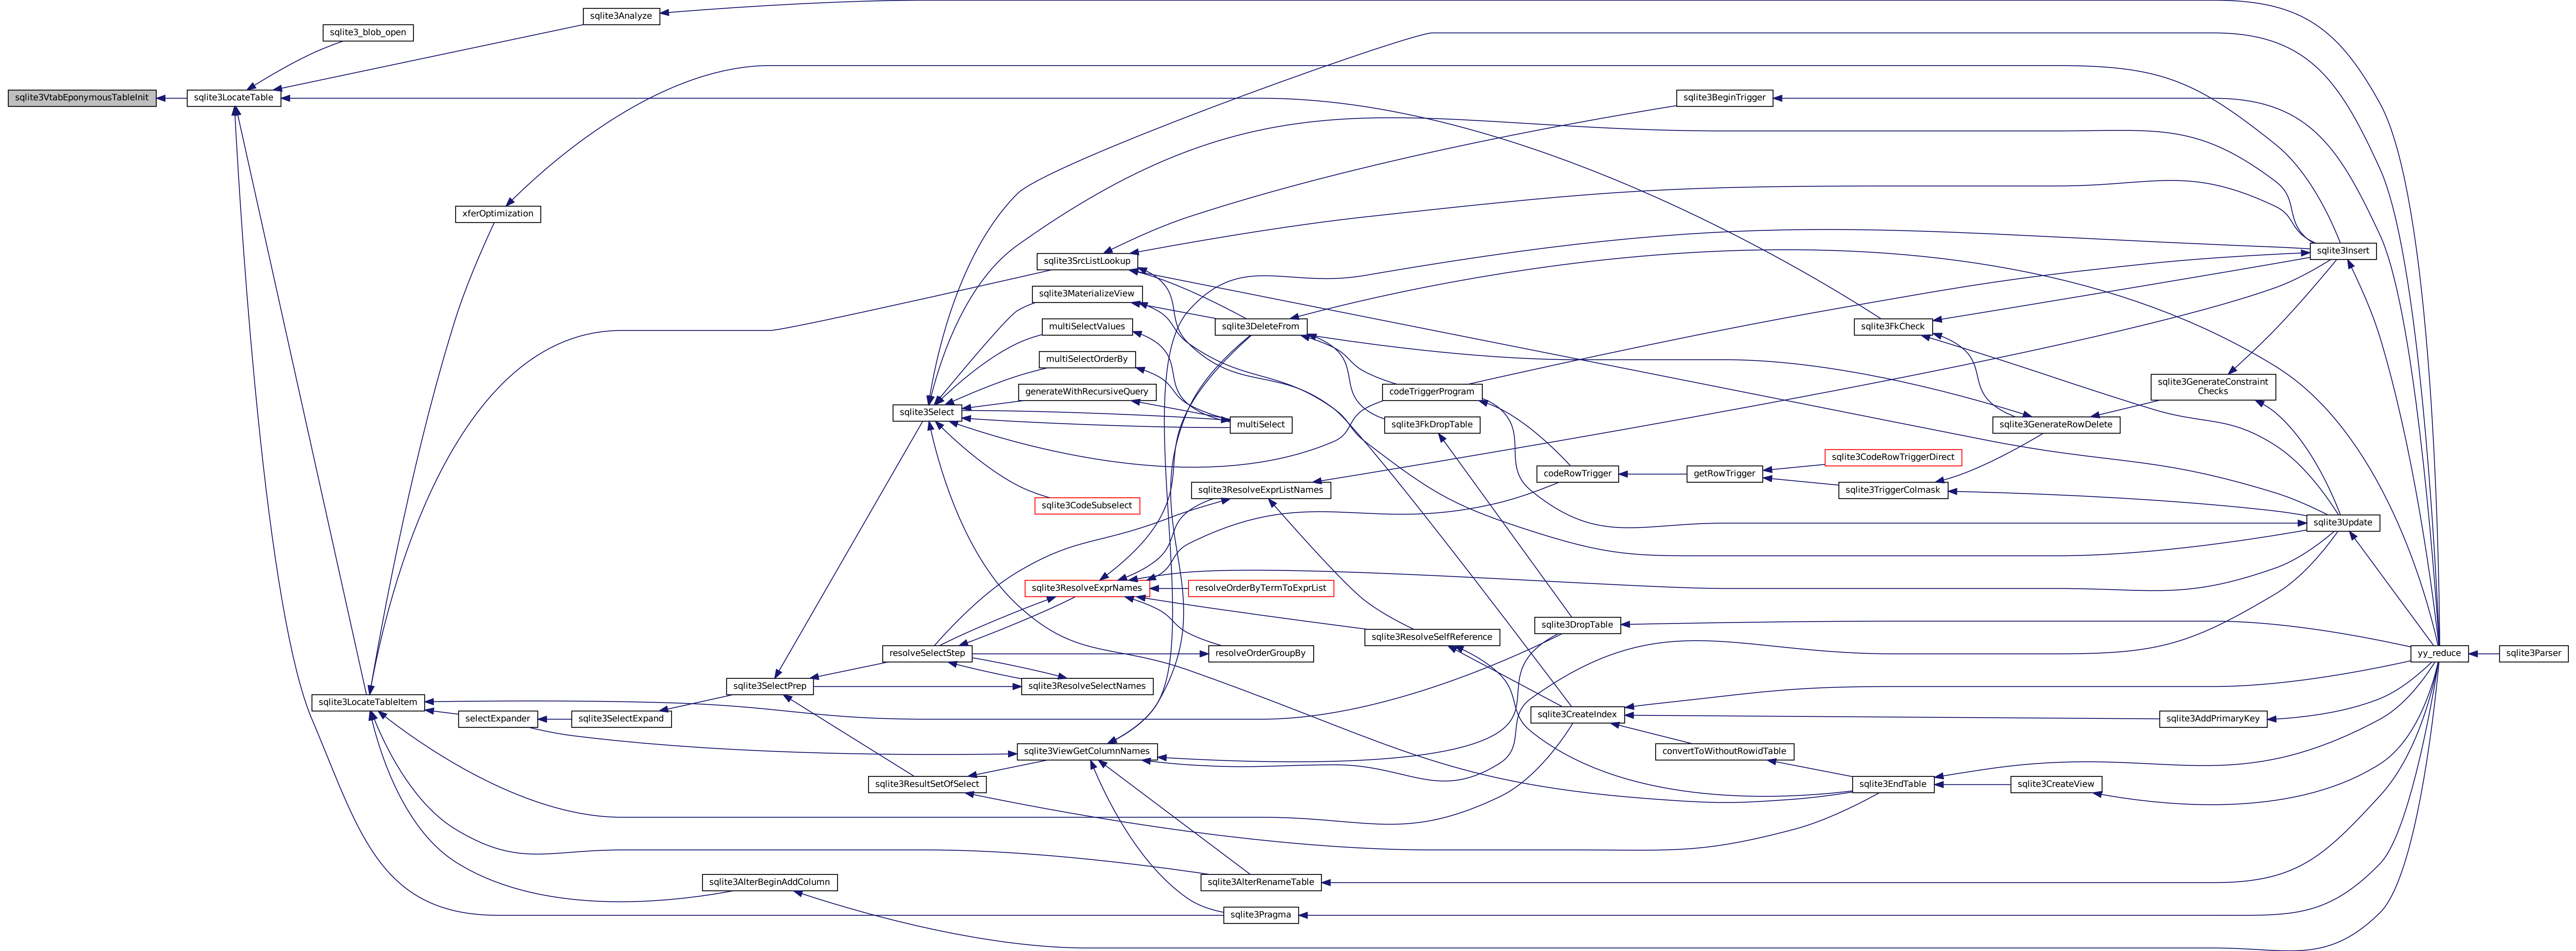 sqlite3Analyze
sqlite3_blob_open
sqlite3VtabEponymousTableInit
sqlite3LocateTable
sqlite3BeginTrigger
xferOptimization
sqlite3Insert
sqlite3SrcListLookup
sqlite3MaterializeView
multiSelectValues
sqlite3DeleteFrom
sqlite3FkCheck
multiSelectOrderBy
generateWithRecursiveQuery
codeTriggerProgram
sqlite3GenerateConstraint
Checks
sqlite3Select
multiSelect
sqlite3FkDropTable
sqlite3GenerateRowDelete
sqlite3CodeRowTriggerDirect
codeRowTrigger
getRowTrigger
sqlite3ResolveExprListNames
sqlite3TriggerColmask
sqlite3CodeSubselect
sqlite3Update
sqlite3ResolveExprNames
resolveOrderByTermToExprList
sqlite3DropTable
sqlite3ResolveSelfReference
resolveSelectStep
resolveOrderGroupBy
yy_reduce
sqlite3Parser
sqlite3SelectPrep
sqlite3ResolveSelectNames
sqlite3LocateTableItem
selectExpander
sqlite3SelectExpand
sqlite3CreateIndex
sqlite3AddPrimaryKey
sqlite3ViewGetColumnNames
convertToWithoutRowidTable
sqlite3ResultSetOfSelect
sqlite3EndTable
sqlite3CreateView
sqlite3AlterBeginAddColumn
sqlite3AlterRenameTable
sqlite3Pragma